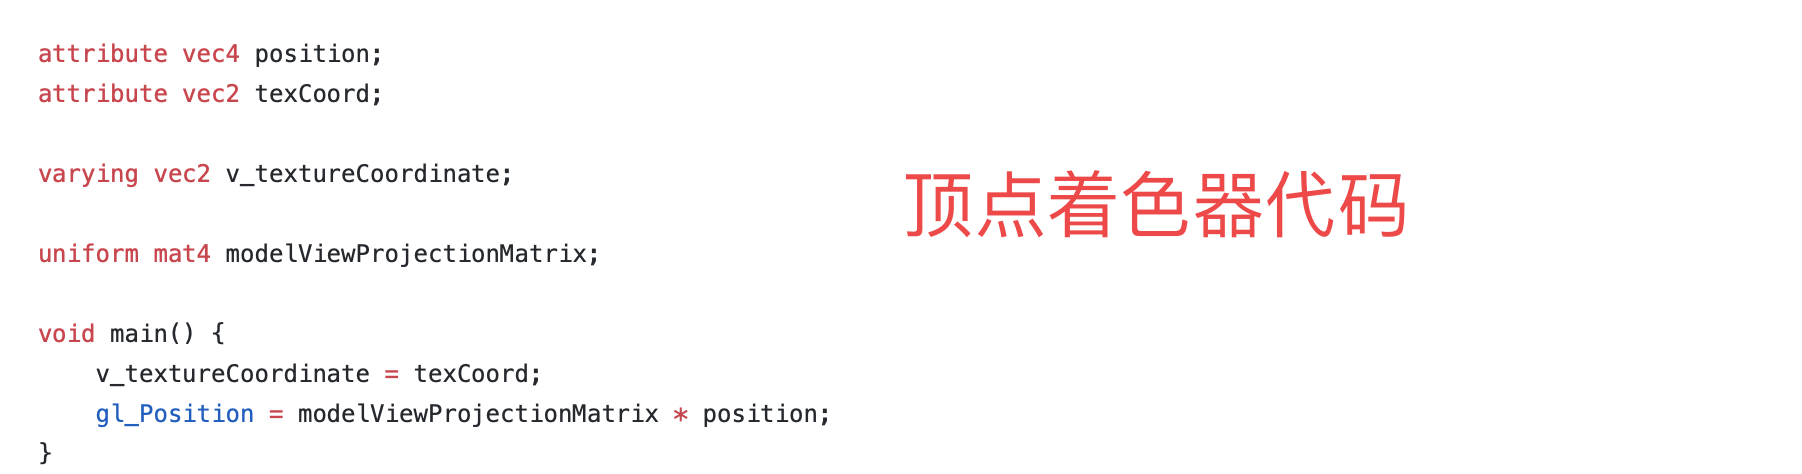 attribute vec4 position;
attribute vec2 texCoord;
varying vec2 v_textureCoordinate;
顶点着色器代码
uniform mat4 modelViewProjectionMatrix;
void main() {
    v_textureCoordinate = texCoord;
    gl_Position = modelViewProjectionMatrix * position;
}